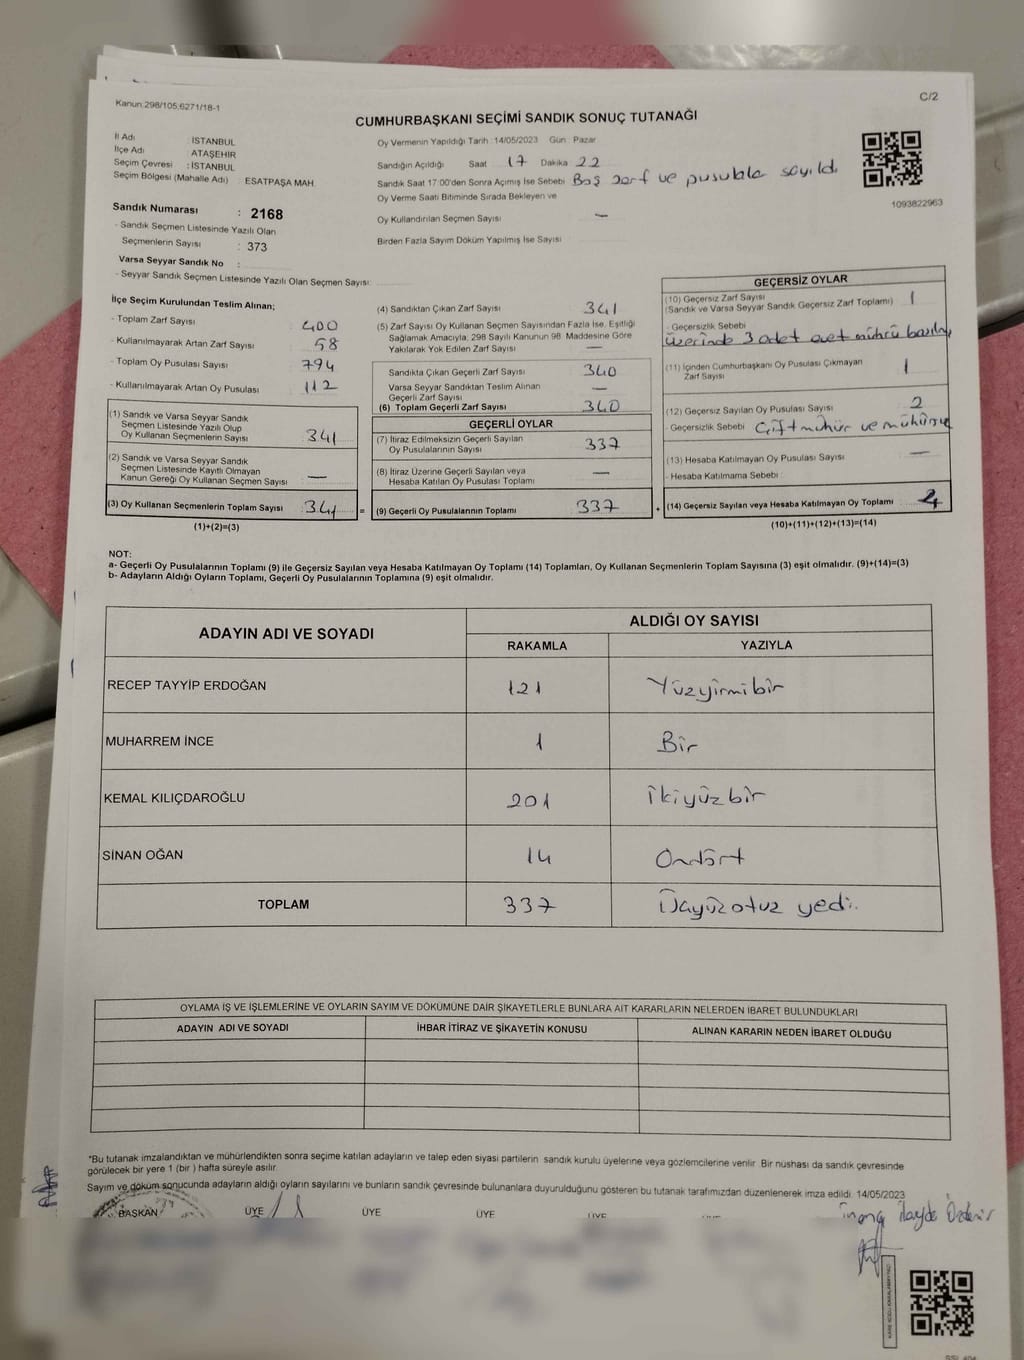 Kanun:298/105,6271/18-1
C/2
CUMHURBAŞKANI SEÇİMİ SANDIK SONUÇ TUTANAĞI
İl Adı : İSTANBUL
İlçe Adı : ATAŞEHİR
Seçim Çevresi : İSTANBUL
Seçim Bölgesi (Mahalle Adı) : ESATPAŞA MAH.
Sandık Numarası : 2168
- Sandık Seçmen Listesinde Yazılı Olan
Seçmenlerin Sayısı : 373
Varsa Seyyar Sandık No :
- Seyyar Sandık Seçmen Listesinde Yazılı Olan Seçmen Sayısı:
Oy Vermenin Yapıldığı Tarih : 14/05/2023 Gün : Pazar
Sandığın Açıldığı Saat 17 Dakika 22
Sandık Saat 17:00'den Sonra Açımış İse Sebebi Boş zarf ve pusulala sayıldı
Oy Verme Saati Bitiminde Sırada Bekleyen ve
Oy Kullandırılan Seçmen Sayısı —
Birden Fazla Sayım Döküm Yapılmış İse Sayısı
1093822963
İlçe Seçim Kurulundan Teslim Alınan;
- Toplam Zarf Sayısı 400
- Kullanılmayarak Artan Zarf Sayısı 58
- Toplam Oy Pusulası Sayısı 794
- Kullanılmayarak Artan Oy Pusulası 112
(1) Sandık ve Varsa Seyyar Sandık
Seçmen Listesinde Yazılı Olup
Oy Kullanan Seçmenlerin Sayısı 341
(2) Sandık ve Varsa Seyyar Sandık
Seçmen Listesinde Kayıtlı Olmayan
Kanun Gereği Oy Kullanan Seçmen Sayısı —
(3) Oy Kullanan Seçmenlerin Toplam Sayısı 341 =
(1)+(2)=(3)
(4) Sandıktan Çıkan Zarf Sayısı 341
(5) Zarf Sayısı Oy Kullanan Seçmen Sayısından Fazla İse, Eşitliği
Sağlamak Amacıyla, 298 Sayılı Kanunun 98. Maddesine Göre
Yakılarak Yok Edilen Zarf Sayısı —
Sandıkta Çıkan Geçerli Zarf Sayısı 340
Varsa Seyyar Sandıktan Teslim Alınan
Geçerli Zarf Sayısı —
(6) Toplam Geçerli Zarf Sayısı 340
GEÇERLİ OYLAR
(7) İtiraz Edilmeksizin Geçerli Sayılan
Oy Pusulalarının Sayısı 337
(8) İtiraz Üzerine Geçerli Sayılan veya
Hesaba Katılan Oy Pusulası Toplamı —
(9) Geçerli Oy Pusulalarının Toplamı 337 +
GEÇERSİZ OYLAR
(10) Geçersiz Zarf Sayısı
(Sandık ve Varsa Seyyar Sandık Geçersiz Zarf Toplamı) 1
- Geçersizlik Sebebi
üzerinde 3 adet evet mührü basılmış
(11) İçinden Cumhurbaşkanı Oy Pusulası Çıkmayan
Zarf Sayısı 1
(12) Geçersiz Sayılan Oy Pusulası Sayısı 2
- Geçersizlik Sebebi Çift mühür ve mühürsüz
(13) Hesaba Katılmayan Oy Pusulası Sayısı —
- Hesaba Katılmama Sebebi
(14) Geçersiz Sayılan veya Hesaba Katılmayan Oy Toplamı 4
(10)+(11)+(12)+(13)=(14)
NOT:
a- Geçerli Oy Pusulalarının Toplamı (9) ile Geçersiz Sayılan veya Hesaba Katılmayan Oy Toplamı (14) Toplamları, Oy Kullanan Seçmenlerin Toplam Sayısına (3) eşit olmalıdır. (9)+(14)=(3)
b- Adayların Aldığı Oyların Toplamı, Geçerli Oy Pusulalarının Toplamına (9) eşit olmalıdır.
ADAYIN ADI VE SOYADI
ALDIĞI OY SAYISI
RAKAMLA YAZIYLA
RECEP TAYYİP ERDOĞAN 121 Yüzyirmibir
MUHARREM İNCE 1 Bir
KEMAL KILIÇDAROĞLU 201 İkiyüzbir
SİNAN OĞAN 14 Ondört
TOPLAM 337 Üçyüzotuz yedi.
OYLAMA İŞ VE İŞLEMLERİNE VE OYLARIN SAYIM VE DÖKÜMÜNE DAİR ŞİKAYETLERLE BUNLARA AİT KARARLARIN NELERDEN İBARET BULUNDUKLARI
ADAYIN ADI VE SOYADI İHBAR İTİRAZ VE ŞİKAYETİN KONUSU ALINAN KARARIN NEDEN İBARET OLDUĞU
*Bu tutanak imzalandıktan ve mühürlendikten sonra seçime katılan adayların ve talep eden siyasi partilerin sandık kurulu üyelerine veya gözlemcilerine verilir. Bir nüshası da sandık çevresinde
görülecek bir yere 1 (bir ) hafta süreyle asılır.
Sayım ve döküm sonucunda adayların aldığı oyların sayılarını ve bunların sandık çevresinde bulunanlara duyurulduğunu gösteren bu tutanak tarafımızdan düzenlenerek imza edildi. 14/05/2023
BAŞKAN ÜYE ÜYE ÜYE ÜYE